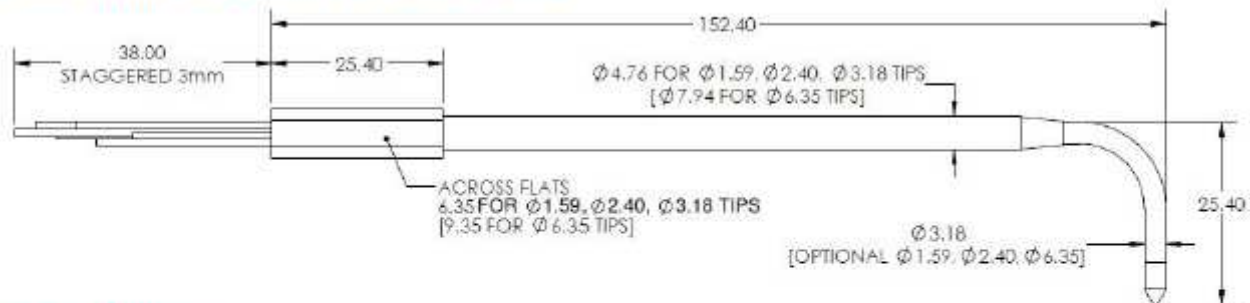 152.40
38.00
STAGGERED 3mm
25.40
Ø4.76 FOR Ø1.59, Ø2.40, Ø3.18 TIPS
[Ø7.94 FOR Ø6.35 TIPS]
ACROSS FLATS
6.35 FOR Ø1.59, Ø2.40, Ø3.18 TIPS
[9.35 FOR Ø6.35 TIPS]
25.40
Ø3.18
[OPTIONAL Ø1.59, Ø2.40, Ø6.35]